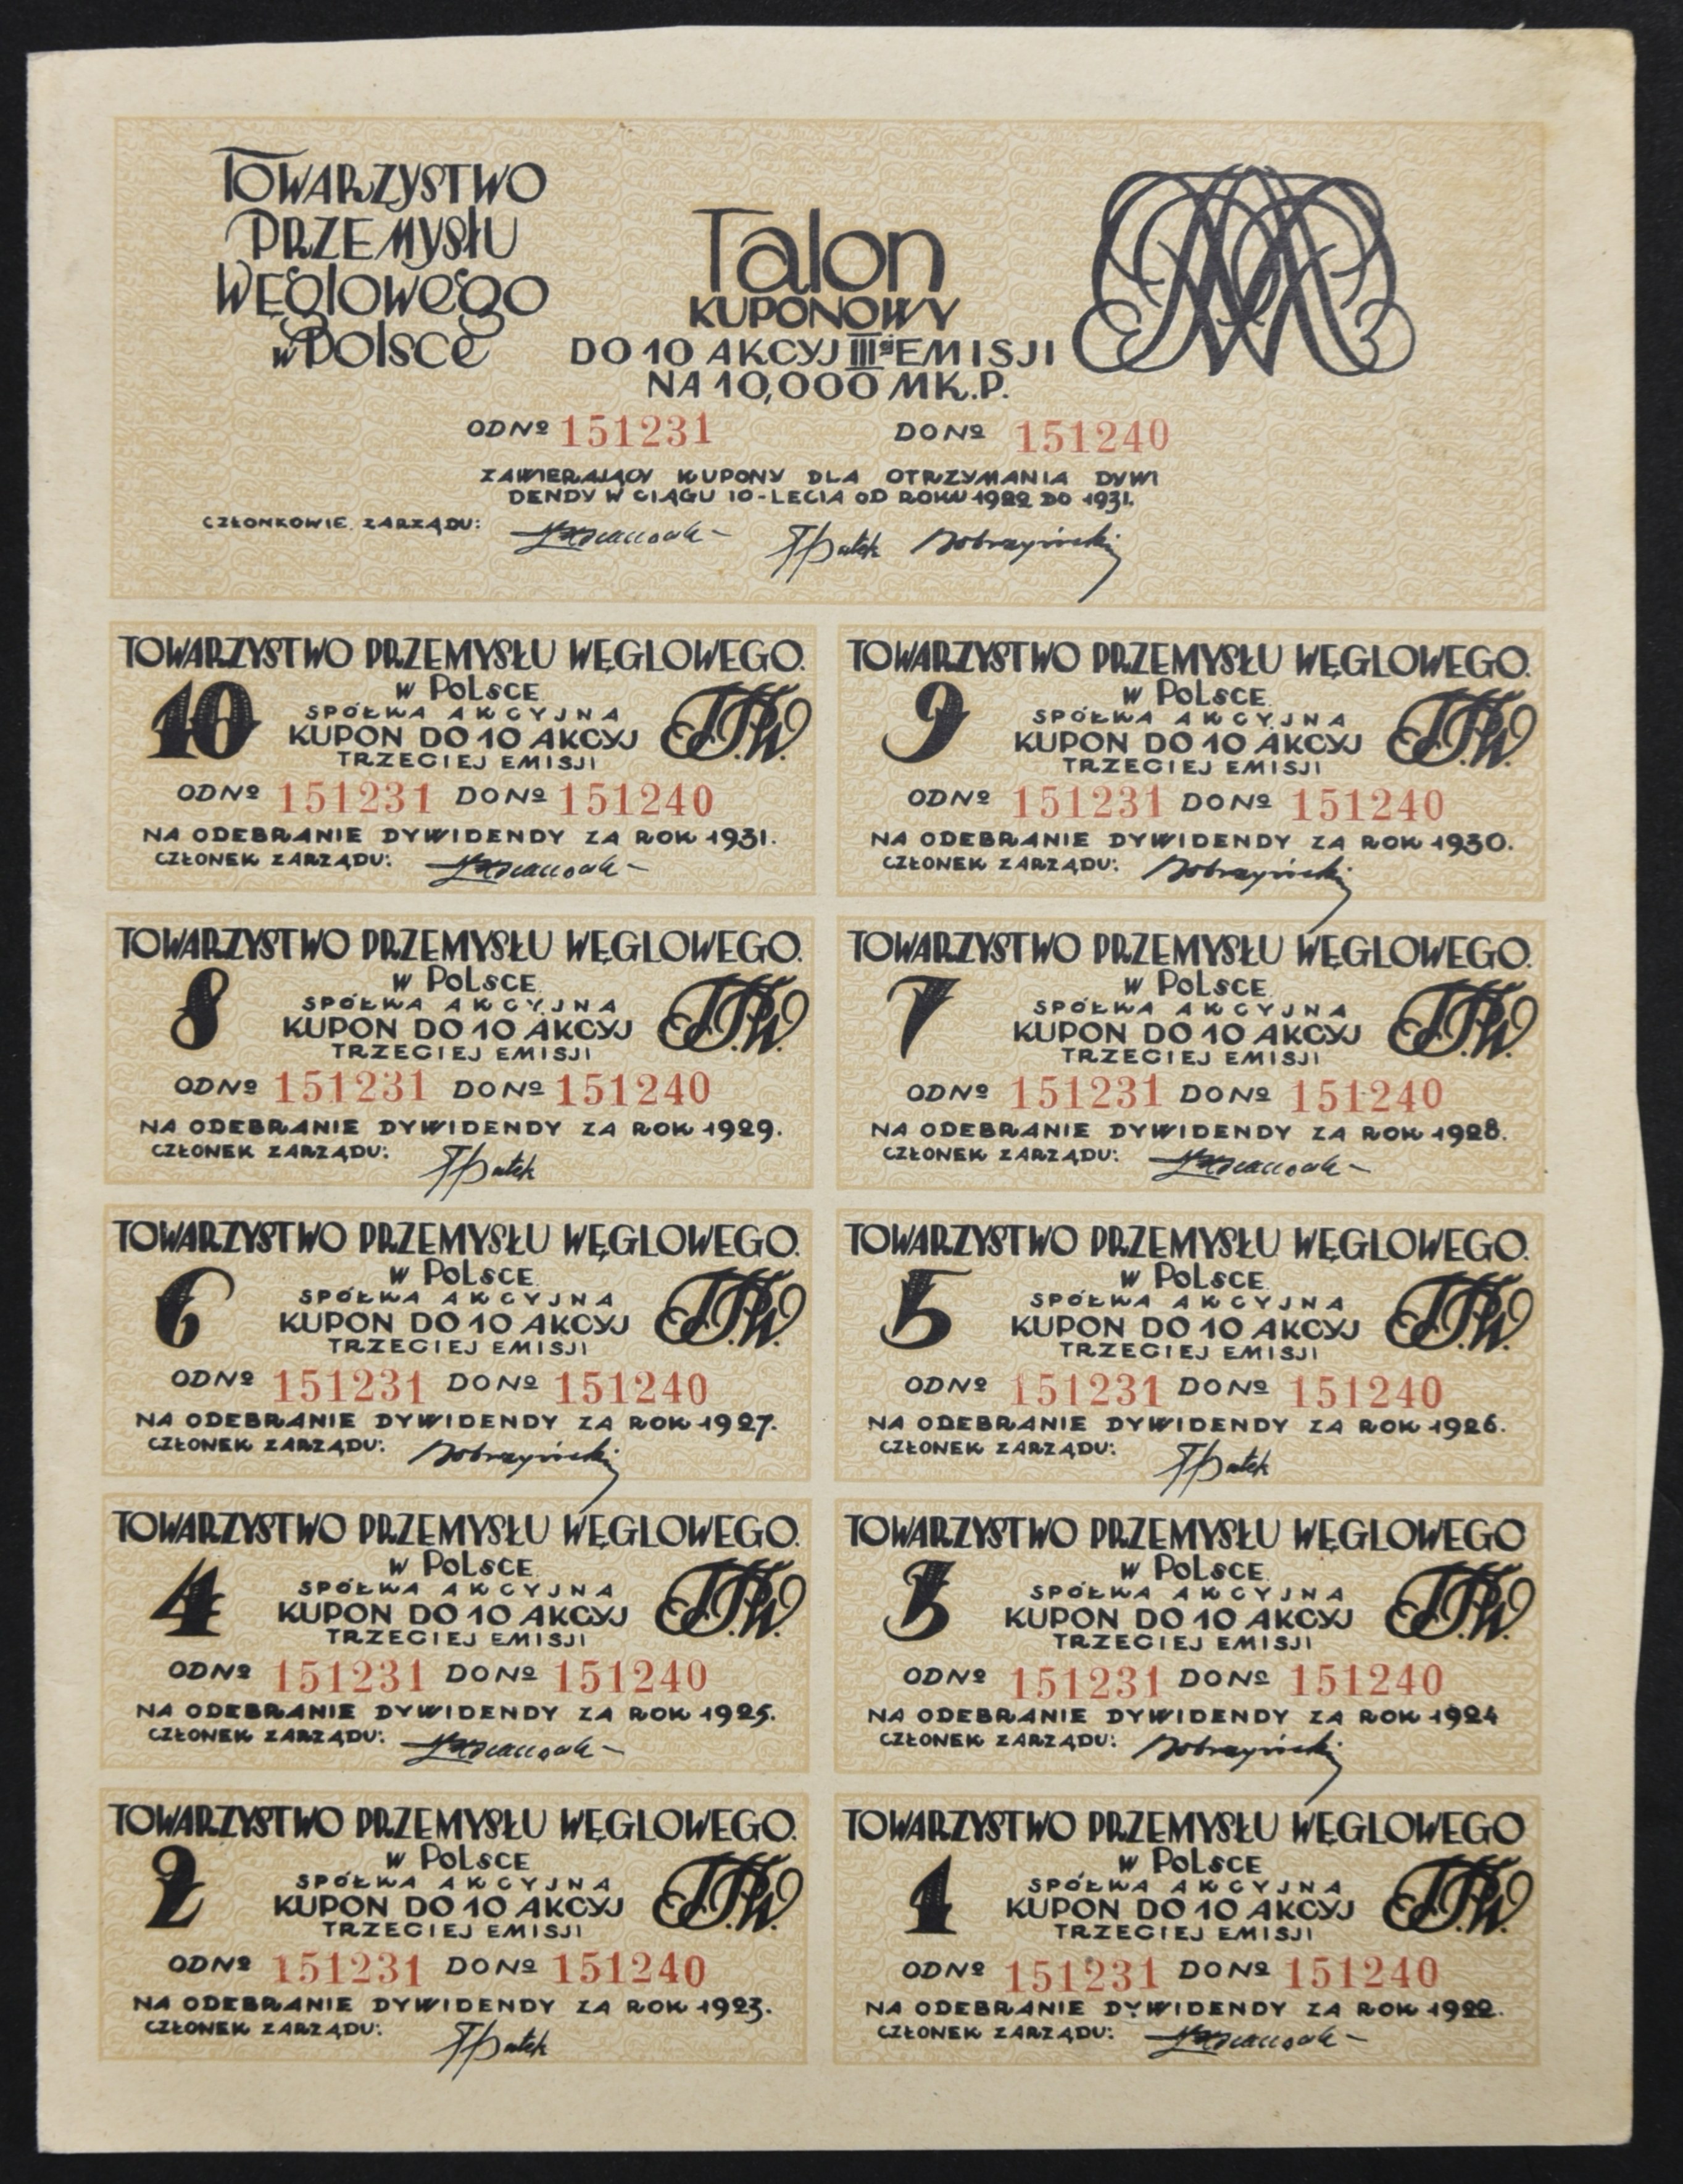 TOWARZYSTWO
PRZEMYSŁU
WĘGLOWEGO
w POLSCE
Talon
KUPONOWY
DO 10 AKCYJ IIIej EMISJI
NA 10,000 MK.P.
OD Nº 151231 DO Nº 151240
ZAWIERAJĄCY KUPONY DLA OTRZYMANIA DYWI
DENDY W CIĄGU 10-LECIA OD ROKU 1922 DO 1931.
CZŁONKOWIE ZARZĄDU: Dobrzyński
TOWARZYSTWO PRZEMYSŁU WĘGLOWEGO.
w POLSCE
10 SPÓŁKA AKCYJNA T.P.W.
KUPON DO 10 AKCYJ
TRZECIEJ EMISJI
OD Nº 151231 DO Nº 151240
NA ODEBRANIE DYWIDENDY ZA ROK 1931.
CZŁONEK ZARZĄDU:
TOWARZYSTWO PRZEMYSŁU WĘGLOWEGO.
w POLSCE
9 SPÓŁKA AKCYJNA T.P.W.
KUPON DO 10 AKCYJ
TRZECIEJ EMISJI
OD Nº 151231 DO Nº 151240
NA ODEBRANIE DYWIDENDY ZA ROK 1930.
CZŁONEK ZARZĄDU: Dobrzyński
TOWARZYSTWO PRZEMYSŁU WĘGLOWEGO.
w POLSCE
8 SPÓŁKA AKCYJNA T.P.W.
KUPON DO 10 AKCYJ
TRZECIEJ EMISJI
OD Nº 151231 DO Nº 151240
NA ODEBRANIE DYWIDENDY ZA ROK 1929.
CZŁONEK ZARZĄDU:
TOWARZYSTWO PRZEMYSŁU WĘGLOWEGO.
w POLSCE
7 SPÓŁKA AKCYJNA T.P.W.
KUPON DO 10 AKCYJ
TRZECIEJ EMISJI
OD Nº 151231 DO Nº 151240
NA ODEBRANIE DYWIDENDY ZA ROK 1928.
CZŁONEK ZARZĄDU:
TOWARZYSTWO PRZEMYSŁU WĘGLOWEGO.
w POLSCE
6 SPÓŁKA AKCYJNA T.P.W.
KUPON DO 10 AKCYJ
TRZECIEJ EMISJI
OD Nº 151231 DO Nº 151240
NA ODEBRANIE DYWIDENDY ZA ROK 1927.
CZŁONEK ZARZĄDU: Dobrzyński
TOWARZYSTWO PRZEMYSŁU WĘGLOWEGO.
w POLSCE
5 SPÓŁKA AKCYJNA T.P.W.
KUPON DO 10 AKCYJ
TRZECIEJ EMISJI
OD Nº 151231 DO Nº 151240
NA ODEBRANIE DYWIDENDY ZA ROK 1926.
CZŁONEK ZARZĄDU:
TOWARZYSTWO PRZEMYSŁU WĘGLOWEGO.
w POLSCE
4 SPÓŁKA AKCYJNA T.P.W.
KUPON DO 10 AKCYJ
TRZECIEJ EMISJI
OD Nº 151231 DO Nº 151240
NA ODEBRANIE DYWIDENDY ZA ROK 1925.
CZŁONEK ZARZĄDU:
TOWARZYSTWO PRZEMYSŁU WĘGLOWEGO
w POLSCE
3 SPÓŁKA AKCYJNA T.P.W.
KUPON DO 10 AKCYJ
TRZECIEJ EMISJI
OD Nº 151231 DO Nº 151240
NA ODEBRANIE DYWIDENDY ZA ROK 1924
CZŁONEK ZARZĄDU: Dobrzyński
TOWARZYSTWO PRZEMYSŁU WĘGLOWEGO.
w POLSCE
2 SPÓŁKA AKCYJNA T.P.W.
KUPON DO 10 AKCYJ
TRZECIEJ EMISJI
OD Nº 151231 DO Nº 151240
NA ODEBRANIE DYWIDENDY ZA ROK 1923.
CZŁONEK ZARZĄDU:
TOWARZYSTWO PRZEMYSŁU WĘGLOWEGO
w POLSCE
1 SPÓŁKA AKCYJNA T.P.W.
KUPON DO 10 AKCYJ
TRZECIEJ EMISJI
OD Nº 151231 DO Nº 151240
NA ODEBRANIE DYWIDENDY ZA ROK 1922.
CZŁONEK ZARZĄDU: